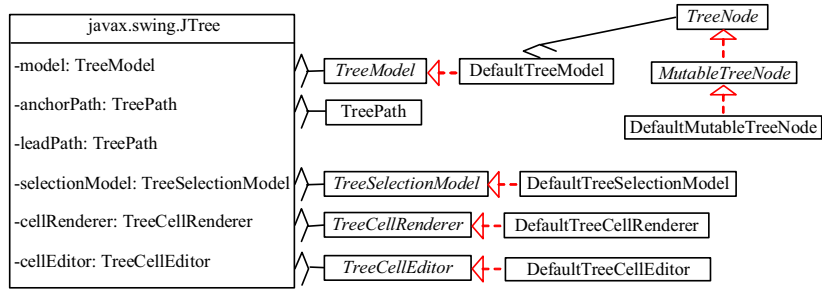 javax.swing.JTree
-model: TreeModel
-anchorPath: TreePath
-leadPath: TreePath
-selectionModel: TreeSelectionModel
-cellRenderer: TreeCellRenderer
-cellEditor: TreeCellEditor
TreeModel
DefaultTreeModel
TreePath
TreeSelectionModel
DefaultTreeSelectionModel
TreeCellRenderer
DefaultTreeCellRenderer
TreeCellEditor
DefaultTreeCellEditor
TreeNode
MutableTreeNode
DefaultMutableTreeNode